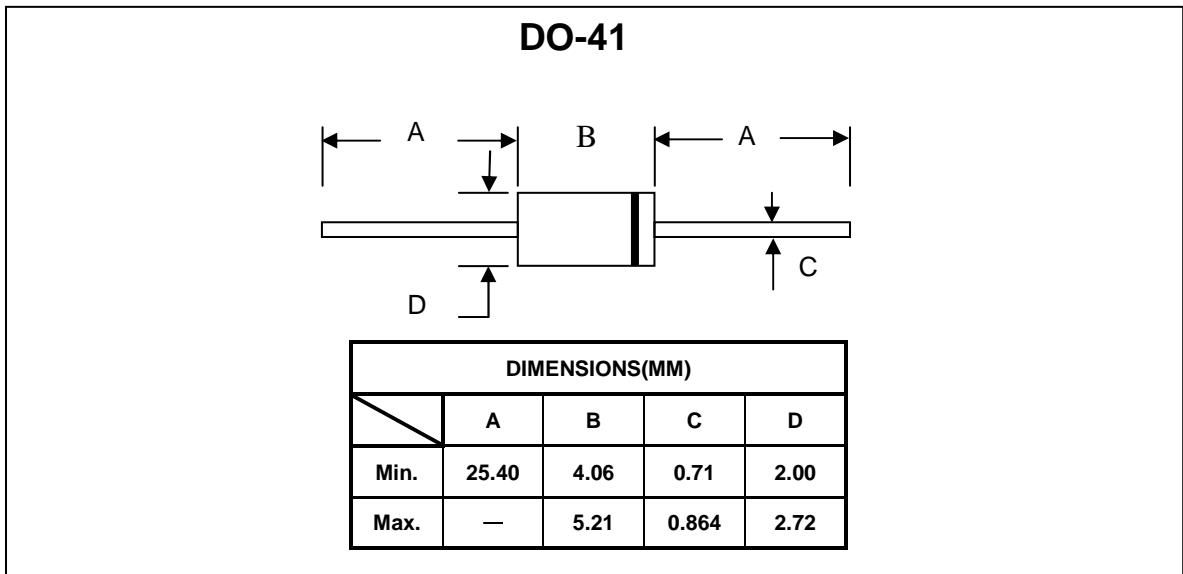 DO-41
A B A
C
D
DIMENSIONS(MM)
A B C D
Min. 25.40 4.06 0.71 2.00
Max. — 5.21 0.864 2.72